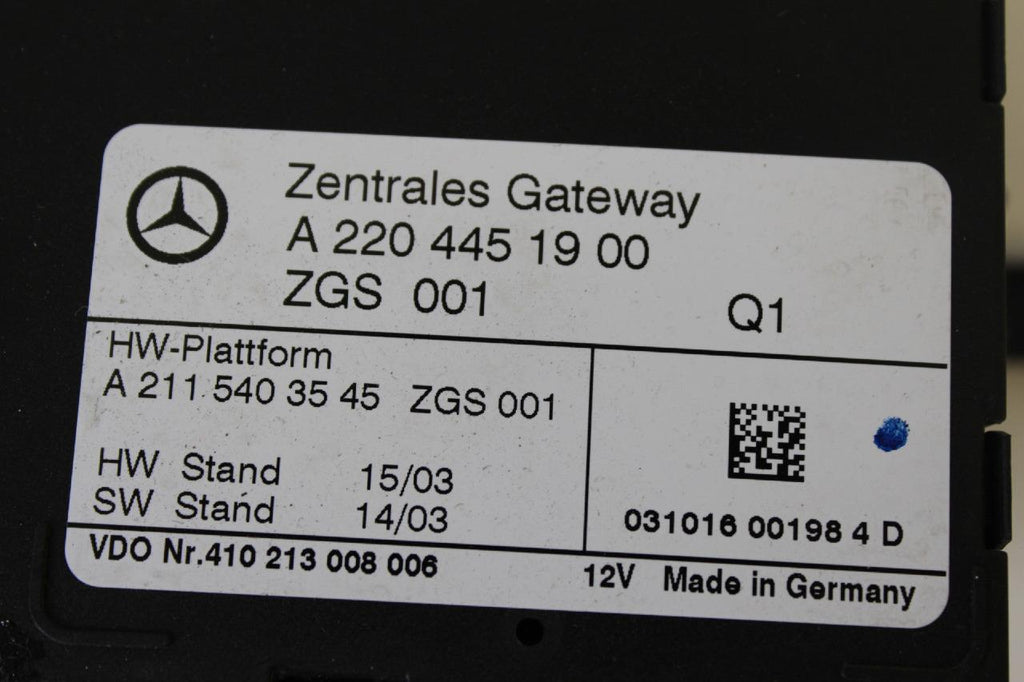 Zentrales Gateway
A 220 445 19 00
ZGS 001 Q1
HW-Plattform
A 211 540 35 45 ZGS 001
HW Stand 15/03
SW Stand 14/03
031016 00198 4 D
VDO Nr.410 213 008 006
12V Made in Germany